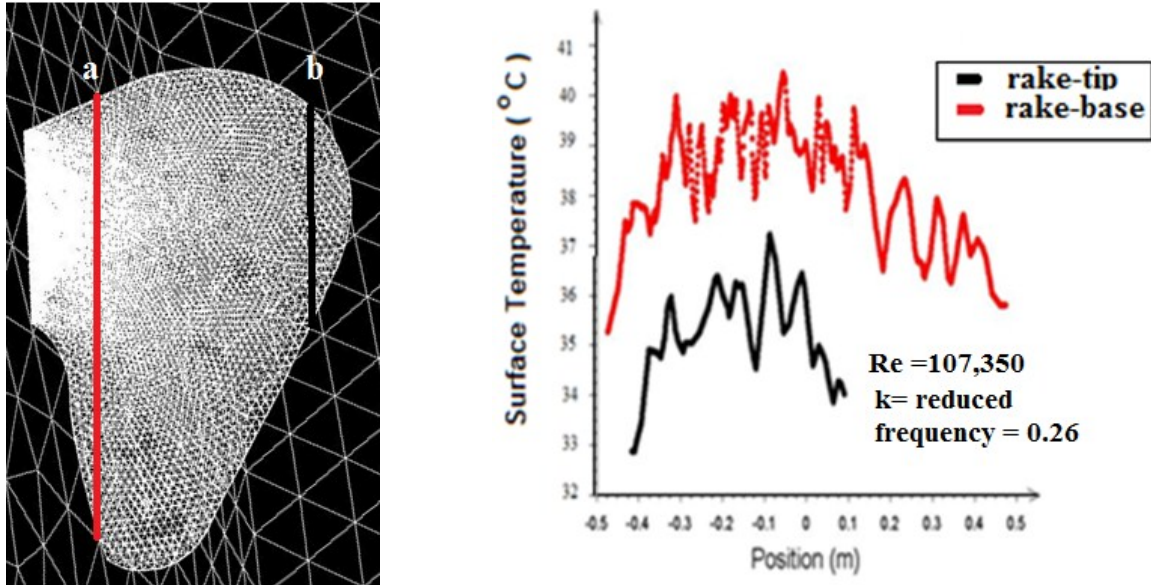 a
b
rake-tip
rake-base
Surface Temperature (°C)
41
40
39
38
37
36
35
34
33
32
Re =107,350
k= reduced
frequency = 0.26
-0.5 -0.4 -0.3 -0.2 -0.1 0 0.1 0.2 0.3 0.4 0.5
Position (m)